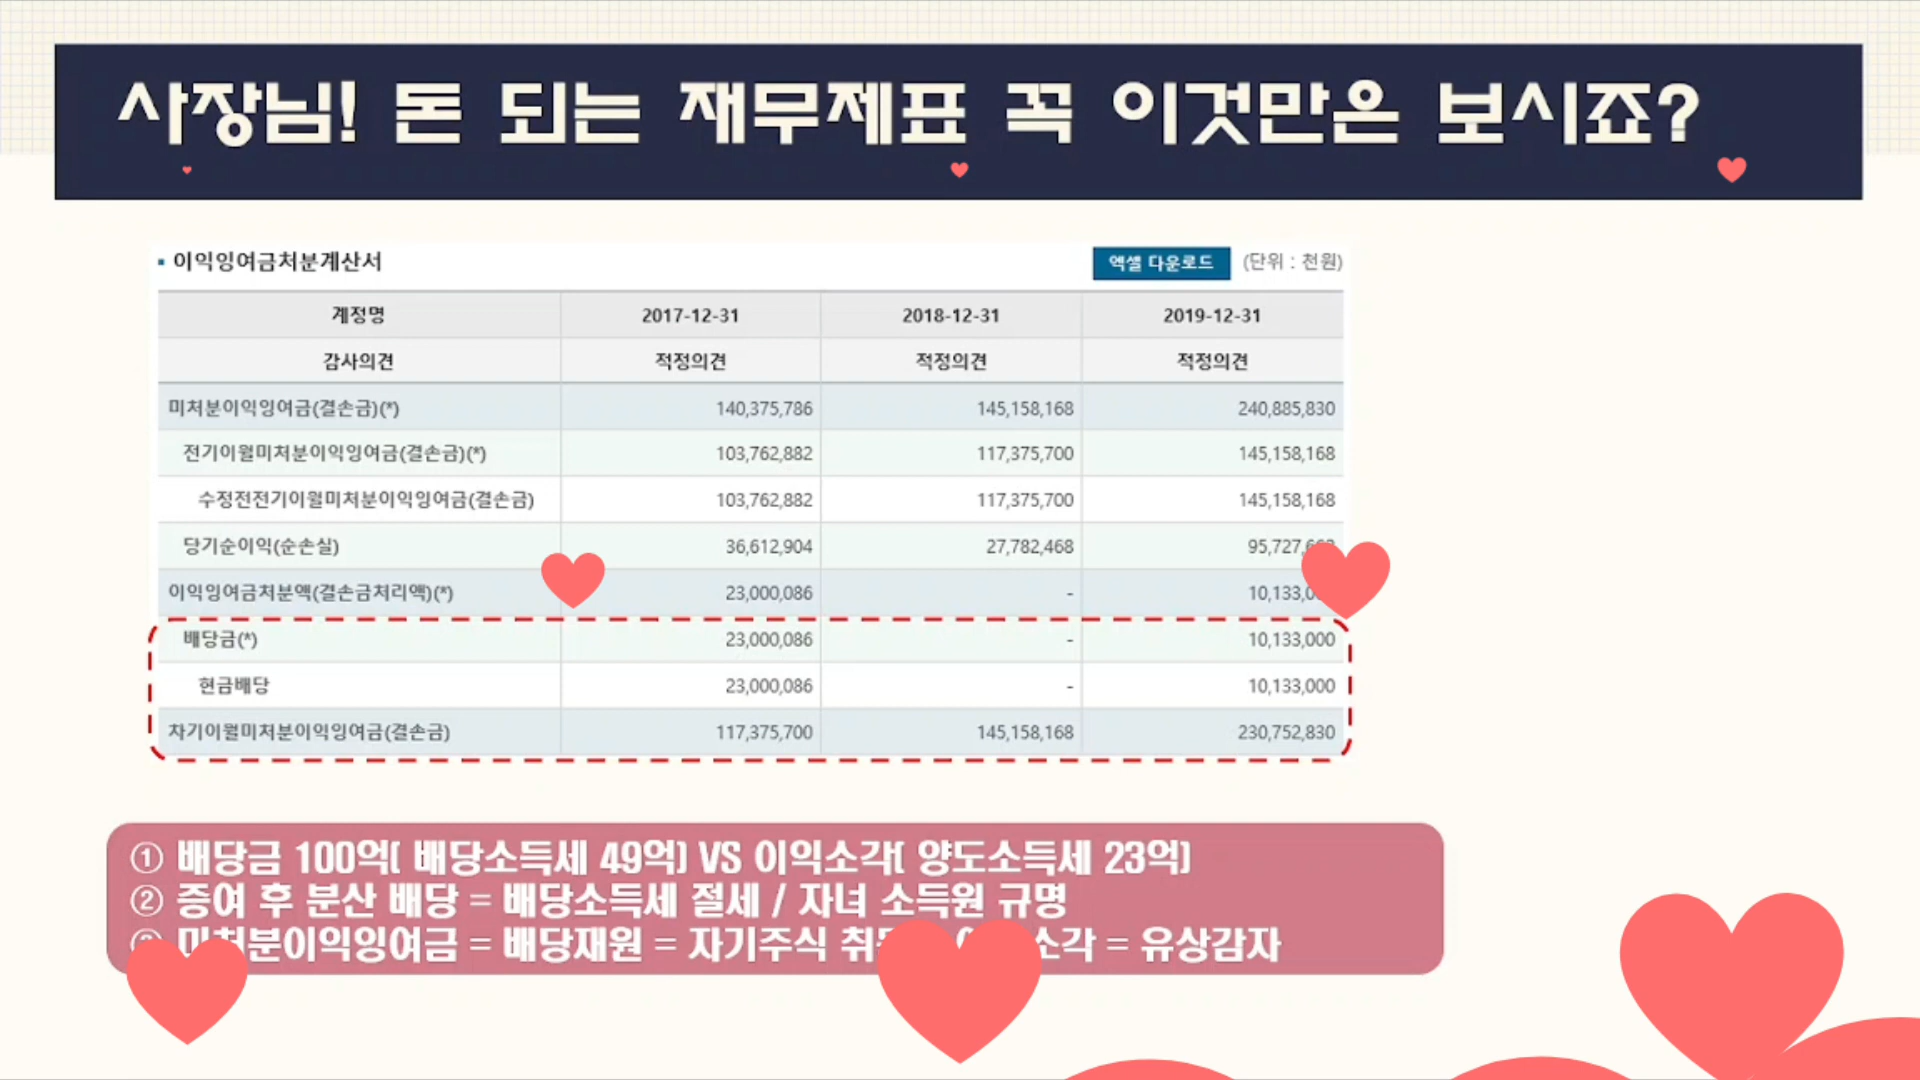 사장님! 돈 되는 재무제표 꼭 이것만은 보시죠?
이익잉여금처분계산서 엑셀 다운로드 (단위 : 천원)
계정명 2017-12-31 2018-12-31 2019-12-31
감사의견 적정의견 적정의견 적정의견
미처분이익잉여금(결손금)(*) 140,375,786 145,158,168 240,885,830
전기이월미처분이익잉여금(결손금)(*) 103,762,882 117,375,700 145,158,168
수정전전기이월미처분이익잉여금(결손금) 103,762,882 117,375,700 145,158,168
당기순이익(순손실) 36,612,904 27,782,468
이익잉여금처분액(결손금처리액)(*) 23,000,086 -
배당금(*) 23,000,086 - 10,133,000
현금배당 23,000,086 - 10,133,000
차기이월미처분이익잉여금(결손금) 117,375,700 145,158,168 230,752,830
① 배당금 100억( 배당소득세 49억) VS 이익소각( 양도소득세 23억)
② 증여 후 분산 배당 = 배당소득세 절세 / 자녀 소득원 규명
미처분이익잉여금 = 배당재원 = 자기주식 소각 = 유상감자